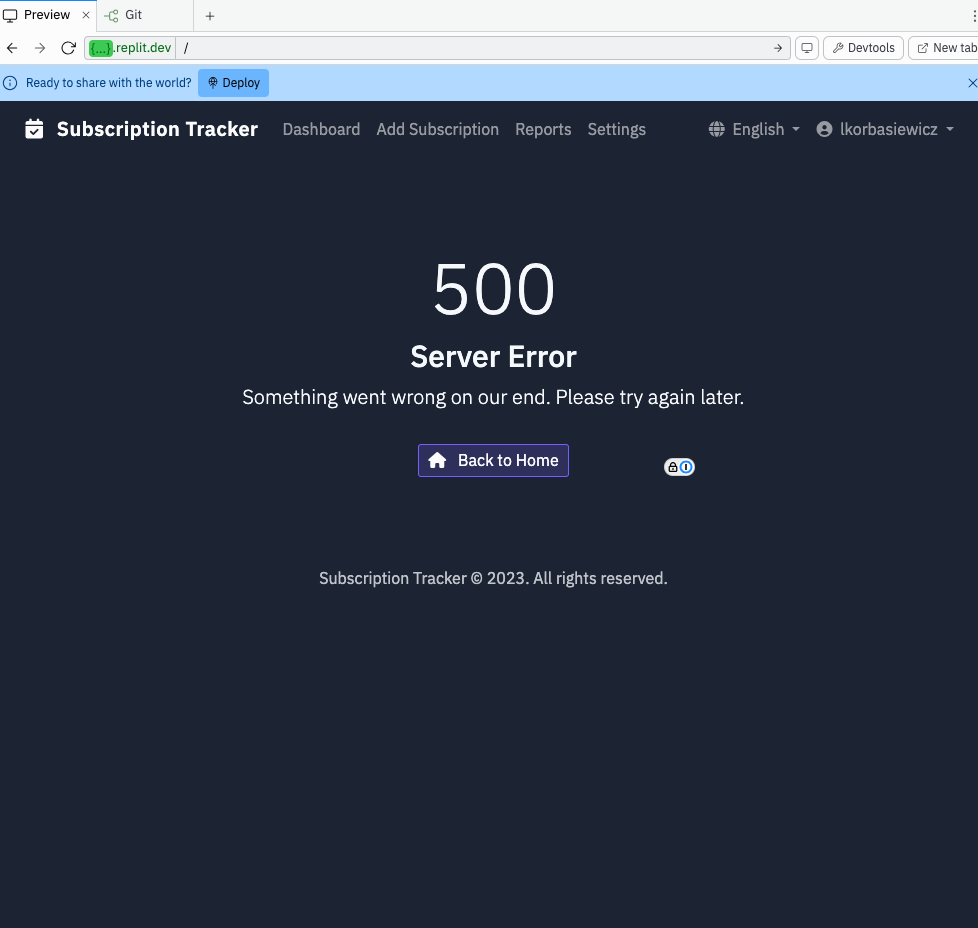 Preview
Git
{...}.replit.dev /
Devtools
New tab
Ready to share with the world? Deploy
Subscription Tracker Dashboard Add Subscription Reports Settings English lkorbasiewicz
500
Server Error
Something went wrong on our end. Please try again later.
Back to Home
Subscription Tracker © 2023. All rights reserved.